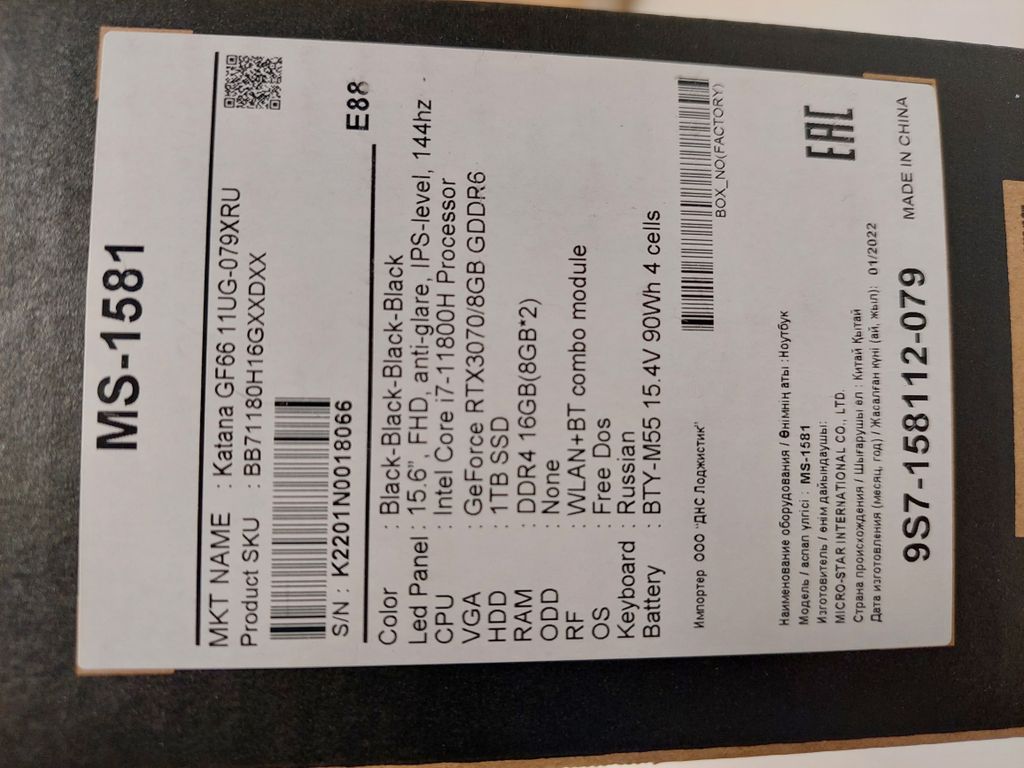 MS-1581
MKT NAME : Katana GF66 11UG-079XRU
Product SKU : BB71180H16GXXDXX
S/N : K2201N0018066
E88
Color : Black-Black-Black-Black
Led Panel : 15.6", FHD, anti-glare, IPS-level, 144hz
CPU : Intel Core i7-11800H Processor
VGA : GeForce RTX3070/8GB GDDR6
HDD : 1TB SSD
RAM : DDR4 16GB(8GB*2)
ODD : None
RF : WLAN+BT combo module
OS : Free Dos
Keyboard : Russian
Battery : BTY-M55 15.4V 90Wh 4 cells
Импортер ООО "ДНС Лоджистик"
BOX_NO(FACTORY)
Наименование оборудования / Өнімнің аты : Ноутбук
Модель / аспап үлгісі : MS-1581
Изготовитель / өнім дайындаушы:
MICRO-STAR INTERNATIONAL CO., LTD.
Страна происхождения / Шығарушы ел : Китай Қытай
Дата изготовления (месяц, год) / Жасалған күні (ай, жыл): 01/2022
EAC
9S7-158112-079
MADE IN CHINA